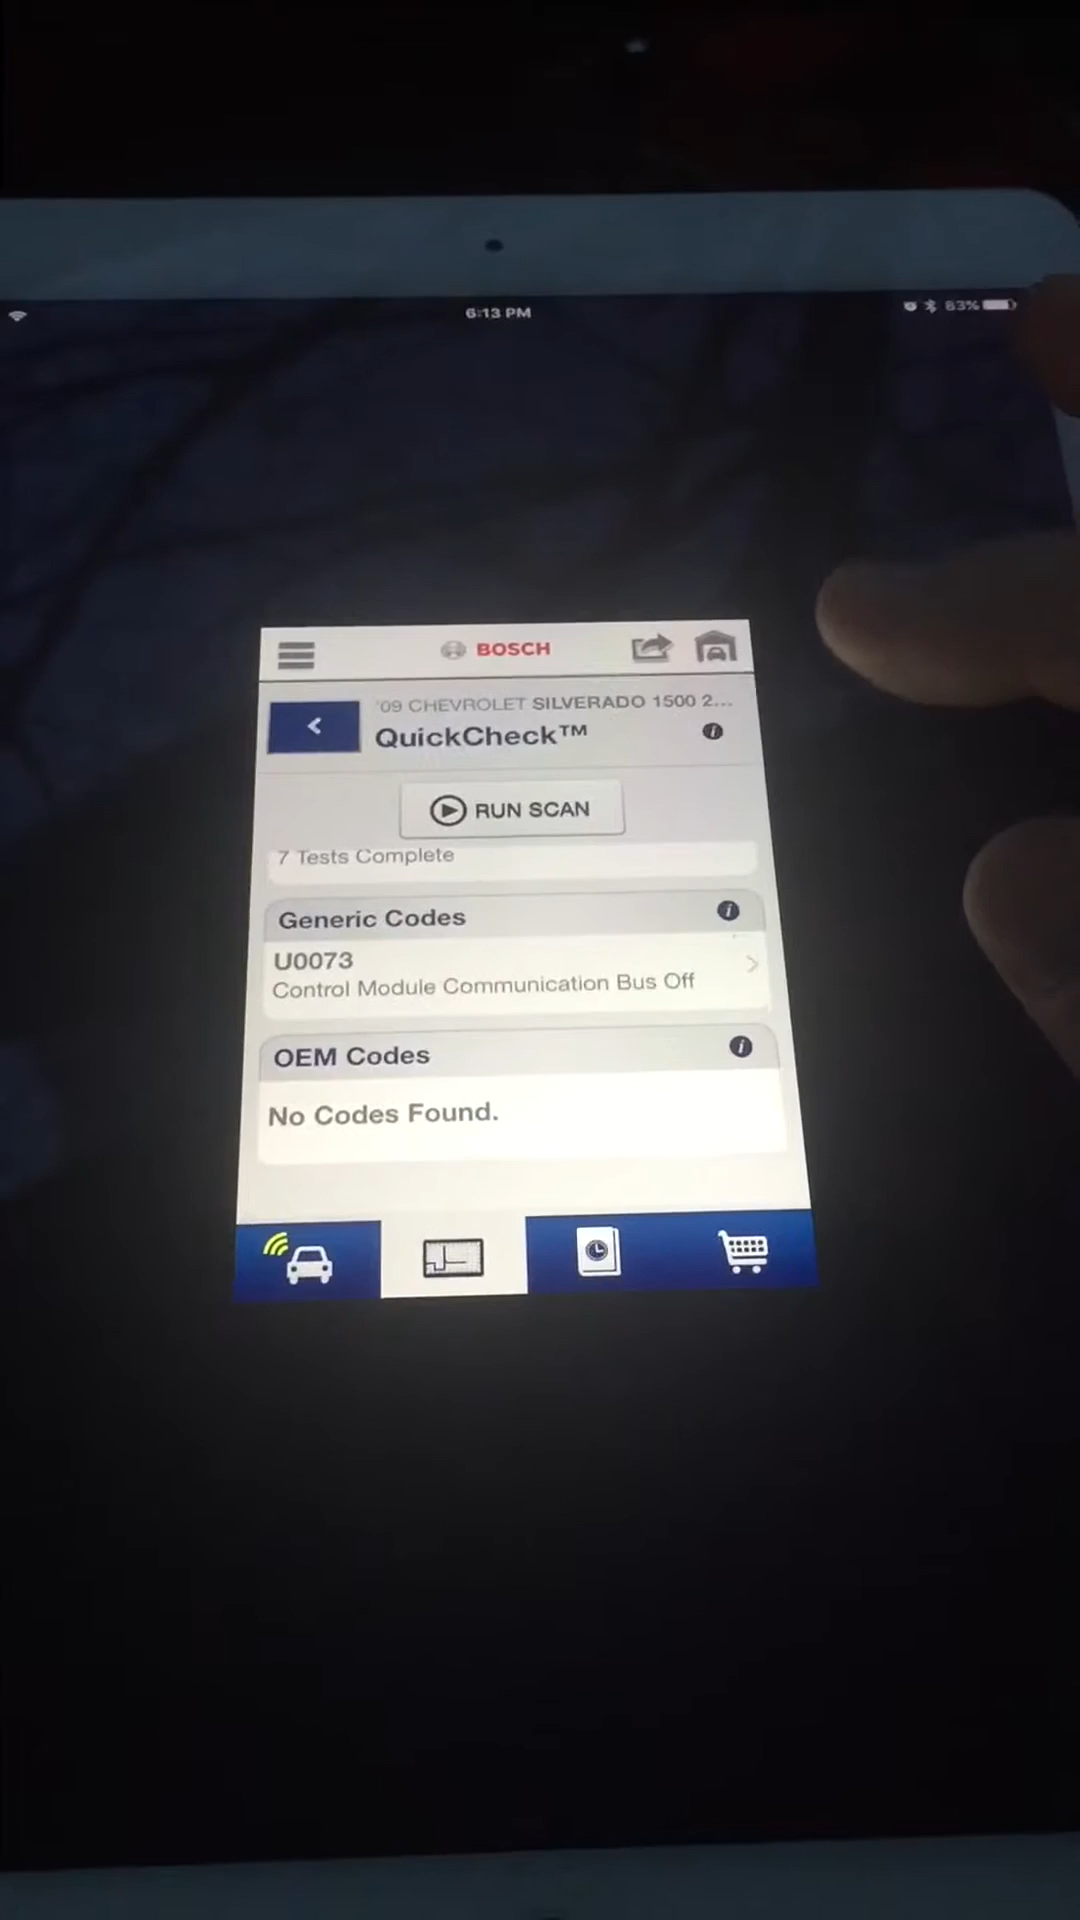 6:13 PM
83%
BOSCH
'09 CHEVROLET SILVERADO 1500 2...
QuickCheck™
RUN SCAN
7 Tests Complete
Generic Codes
U0073
Control Module Communication Bus Off
OEM Codes
No Codes Found.